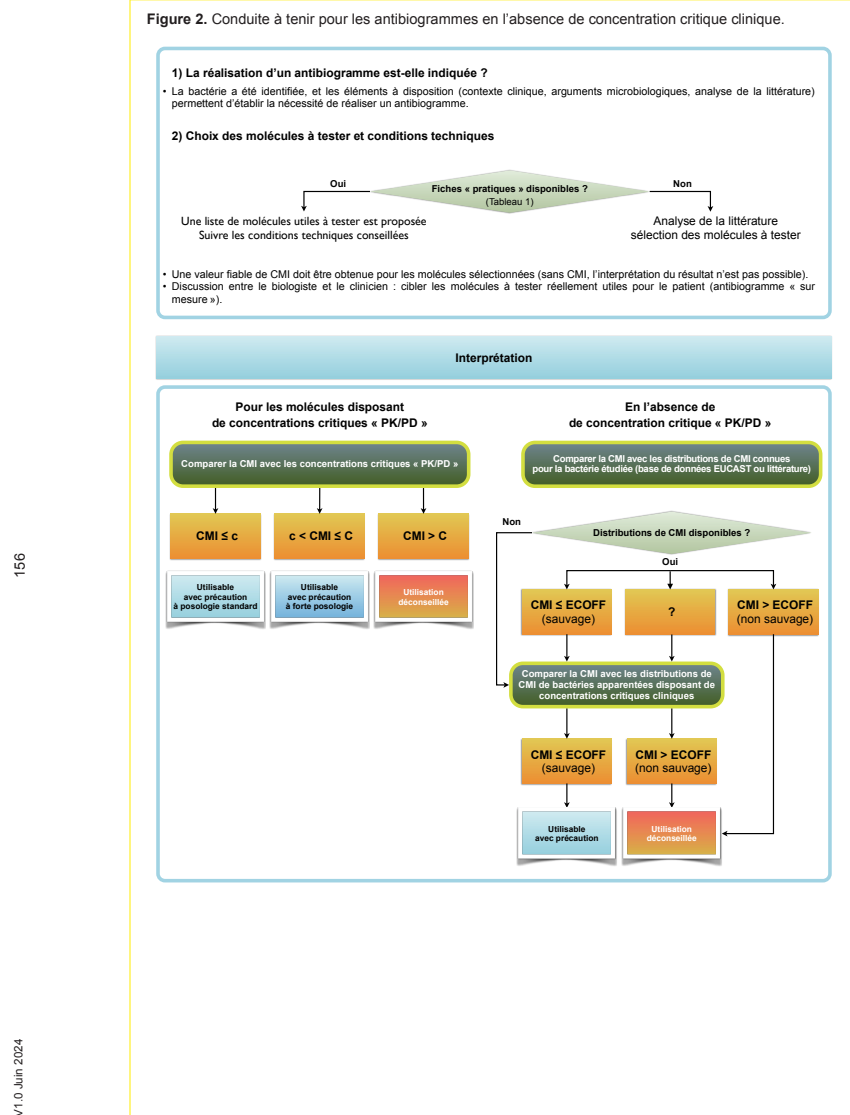 Figure 2. Conduite à tenir pour les antibiogrammes en l'absence de concentration critique clinique.
1) La réalisation d'un antibiogramme est-elle indiquée ?
• La bactérie a été identifiée, et les éléments à disposition (contexte clinique, arguments microbiologiques, analyse de la littérature)
permettent d'établir la nécessité de réaliser un antibiogramme.
2) Choix des molécules à tester et conditions techniques
Oui
Fiches « pratiques » disponibles ?
(Tableau 1)
Non
Une liste de molécules utiles à tester est proposée
Suivre les conditions techniques conseillées
Analyse de la littérature
sélection des molécules à tester
• Une valeur fiable de CMI doit être obtenue pour les molécules sélectionnées (sans CMI, l'interprétation du résultat n'est pas possible).
• Discussion entre le biologiste et le clinicien : cibler les molécules à tester réellement utiles pour le patient (antibiogramme « sur
mesure »).
Interprétation
Pour les molécules disposant
de concentrations critiques « PK/PD »
Comparer la CMI avec les concentrations critiques « PK/PD »
CMI ≤ c
c < CMI ≤ C
CMI > C
Utilisable
avec précaution
à posologie standard
Utilisable
avec précaution
à forte posologie
Utilisation
déconseillée
En l'absence de
de concentration critique « PK/PD »
Comparer la CMI avec les distributions de CMI connues
pour la bactérie étudiée (base de données EUCAST ou littérature)
Non
Distributions de CMI disponibles ?
Oui
CMI ≤ ECOFF
(sauvage)
?
CMI > ECOFF
(non sauvage)
Comparer la CMI avec les distributions de
CMI de bactéries apparentées disposant de
concentrations critiques cliniques
CMI ≤ ECOFF
(sauvage)
CMI > ECOFF
(non sauvage)
Utilisable
avec précaution
Utilisation
déconseillée
156
V1.0 Juin 2024